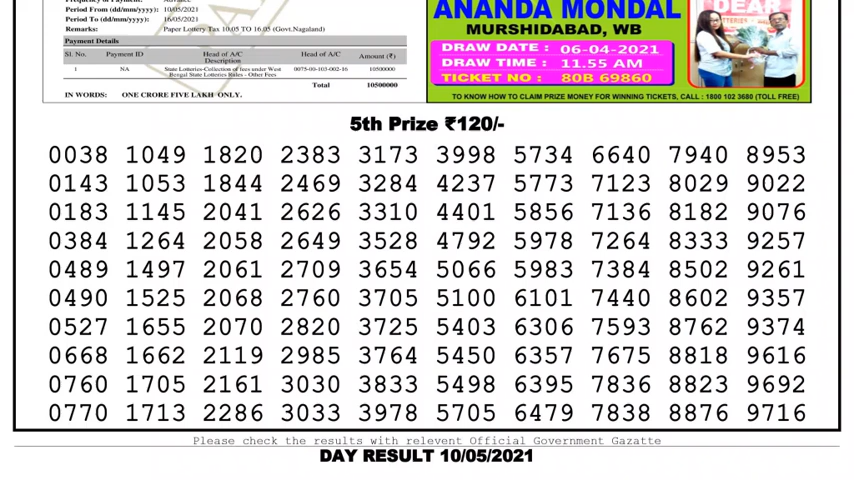 Period From (dd/mm/yyyy): 10/05/2021
Period To (dd/mm/yyyy): 16/05/2021
Remarks: Paper Lottery Tax 10.05 TO 16.05 (Govt.Nagaland)
Payment Details
Sl. No. Payment ID Head of A/C Description Head of A/C Amount (₹)
1 NA State Lotteries-Collection of fees under West Bengal State Lotteries Rules - Other Fees 0075-00-103-002-16 10500000
Total 10500000
IN WORDS: ONE CRORE FIVE LAKH ONLY.
DEAR
ANANDA MONDAL
MURSHIDABAD, WB
DRAW DATE : 06-04-2021
DRAW TIME : 11.55 AM
TICKET NO : 80B 69860
TO KNOW HOW TO CLAIM PRIZE MONEY FOR WINNING TICKETS, CALL : 1800 102 3680 (TOLL FREE)
5th Prize ₹120/-
0038 1049 1820 2383 3173 3998 5734 6640 7940 8953
0143 1053 1844 2469 3284 4237 5773 7123 8029 9022
0183 1145 2041 2626 3310 4401 5856 7136 8182 9076
0384 1264 2058 2649 3528 4792 5978 7264 8333 9257
0489 1497 2061 2709 3654 5066 5983 7384 8502 9261
0490 1525 2068 2760 3705 5100 6101 7440 8602 9357
0527 1655 2070 2820 3725 5403 6306 7593 8762 9374
0668 1662 2119 2985 3764 5450 6357 7675 8818 9616
0760 1705 2161 3030 3833 5498 6395 7836 8823 9692
0770 1713 2286 3033 3978 5705 6479 7838 8876 9716
Please check the results with relevent Official Government Gazatte
DAY RESULT 10/05/2021